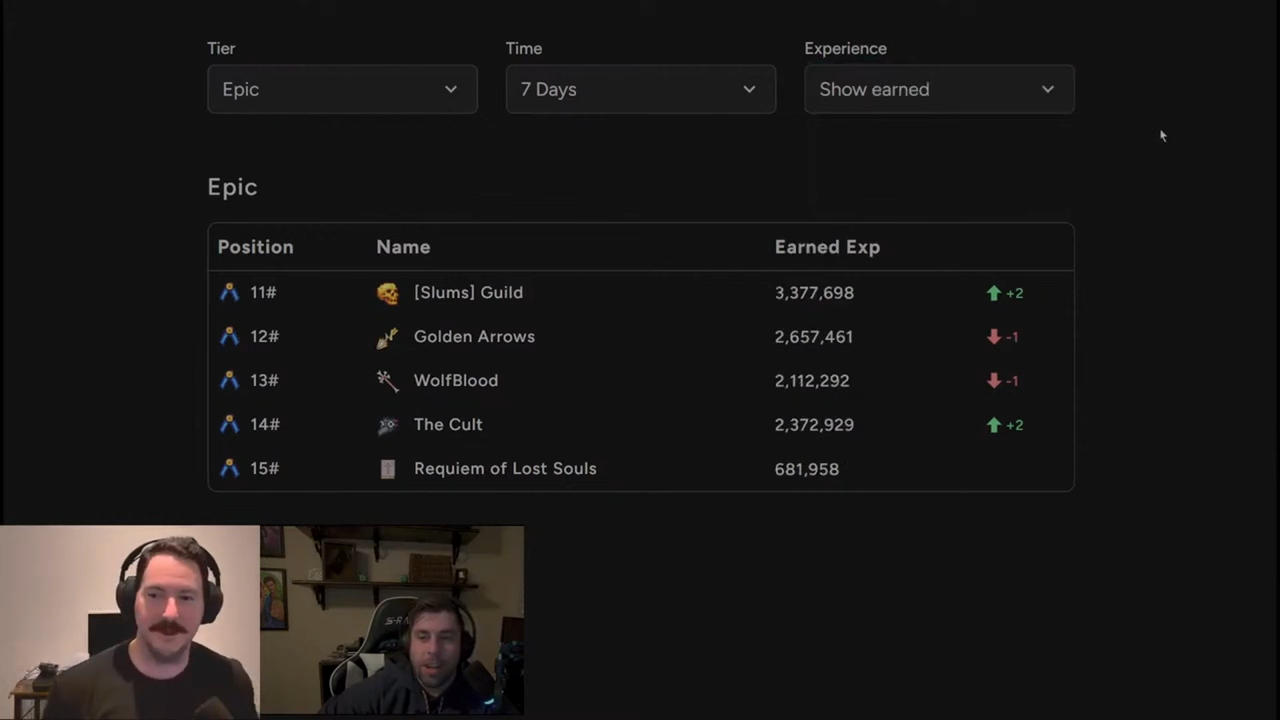 Tier Time Experience
Epic 7 Days Show earned
Epic
Position Name Earned Exp
11# [Slums] Guild 3,377,698 +2
12# Golden Arrows 2,657,461 -1
13# WolfBlood 2,112,292 -1
14# The Cult 2,372,929 +2
15# Requiem of Lost Souls 681,958